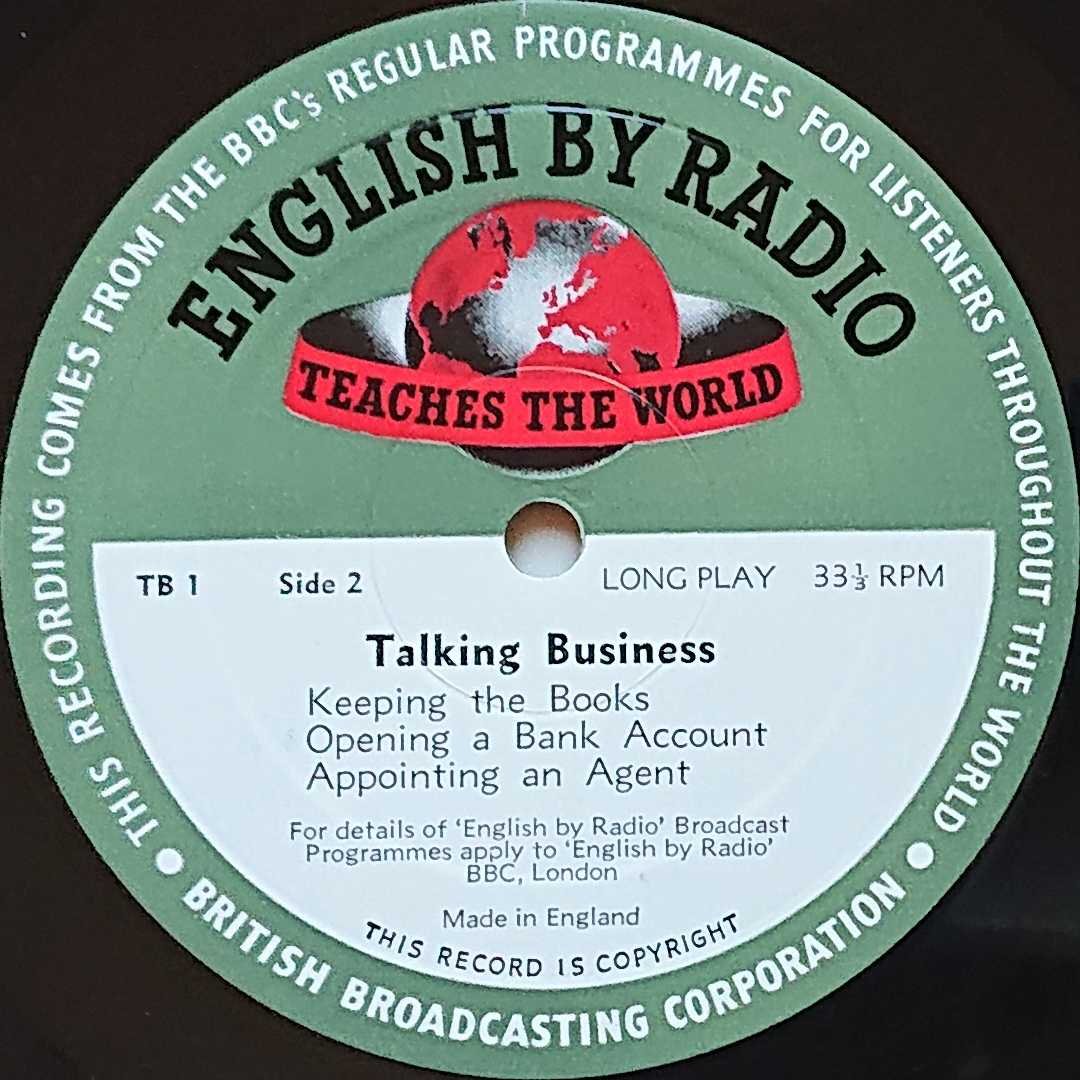 THIS RECORDING COMES FROM THE BBC's REGULAR PROGRAMMES FOR LISTENERS THROUGHOUT THE WORLD
ENGLISH BY RADIO
TEACHES THE WORLD
TB 1 Side 2 LONG PLAY 33⅓ RPM
Talking Business
Keeping the Books
Opening a Bank Account
Appointing an Agent
For details of ‘English by Radio’ Broadcast
Programmes apply to ‘English by Radio’
BBC, London
Made in England
THIS RECORD IS COPYRIGHT
• BRITISH BROADCASTING CORPORATION •